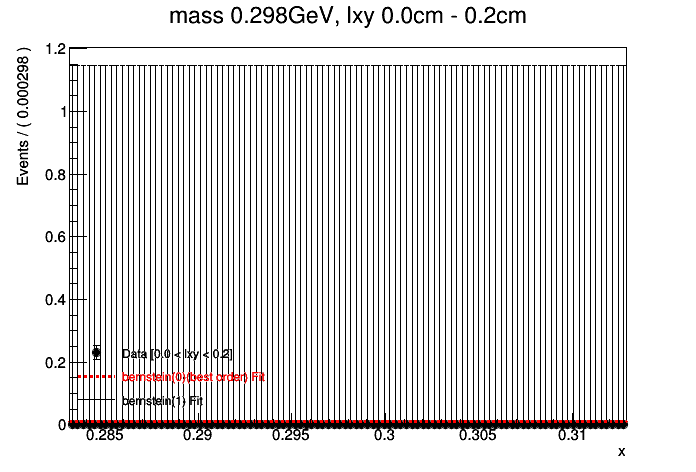 mass 0.298GeV, lxy 0.0cm - 0.2cm
Events / ( 0.000298 )
1.2
1
0.8
0.6
0.4
0.2
0
Data [0.0 < lxy < 0.2]
bernstein(0)(best order) Fit
bernstein(1) Fit
0.285 0.29 0.295 0.3 0.305 0.31
x